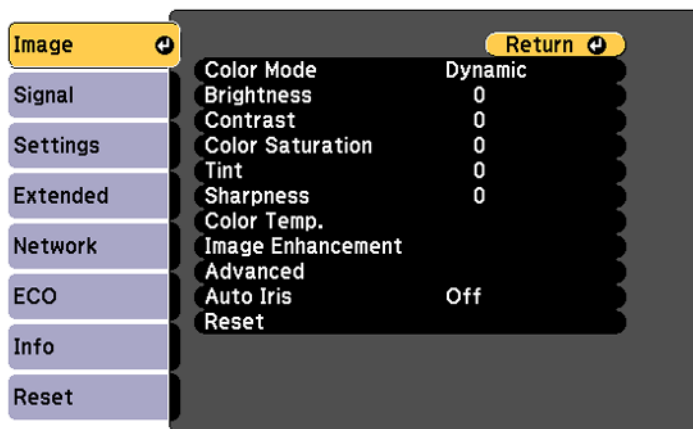 Image
Signal
Settings
Extended
Network
ECO
Info
Reset
Return
Color Mode Dynamic
Brightness 0
Contrast 0
Color Saturation 0
Tint 0
Sharpness 0
Color Temp.
Image Enhancement
Advanced
Auto Iris Off
Reset